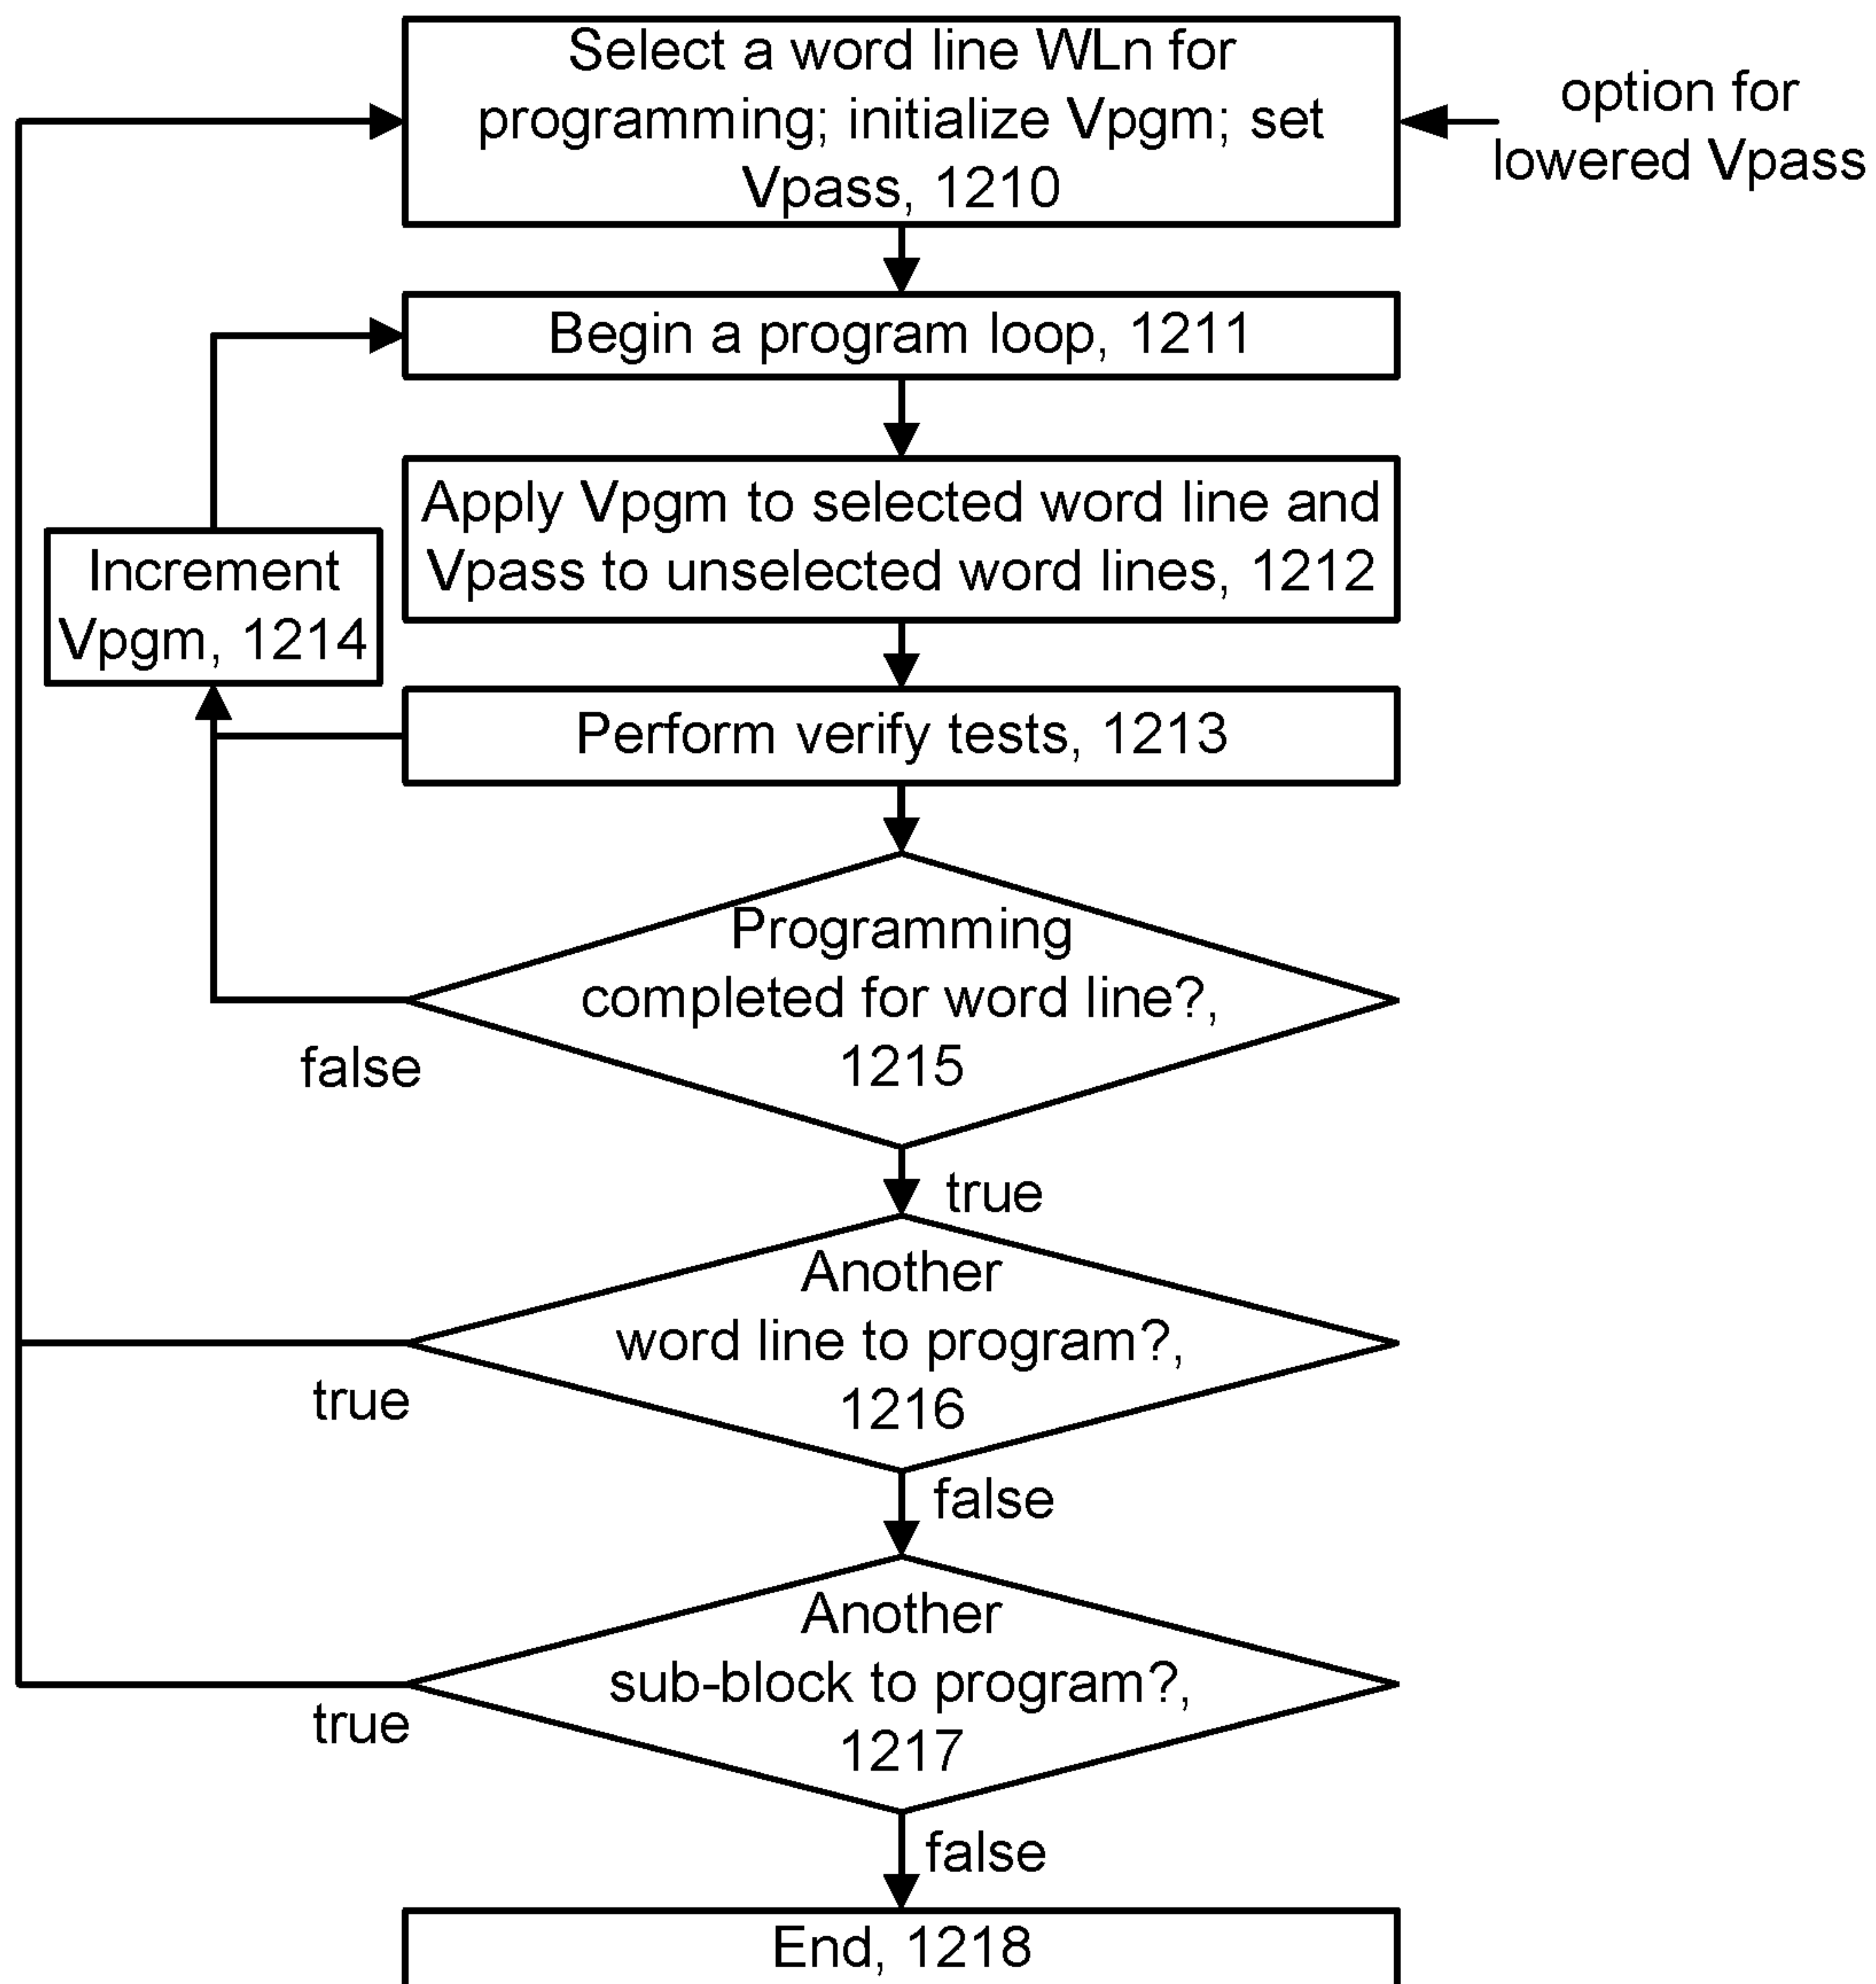 Select a word line WLn for
programming; initialize Vpgm; set
Vpass, 1210
option for
lowered Vpass
Begin a program loop, 1211
Apply Vpgm to selected word line and
Vpass to unselected word lines, 1212
Increment
Vpgm, 1214
Perform verify tests, 1213
Programming
completed for word line?,
1215
false
true
Another
word line to program?,
1216
true
false
Another
sub-block to program?,
1217
true
false
End, 1218